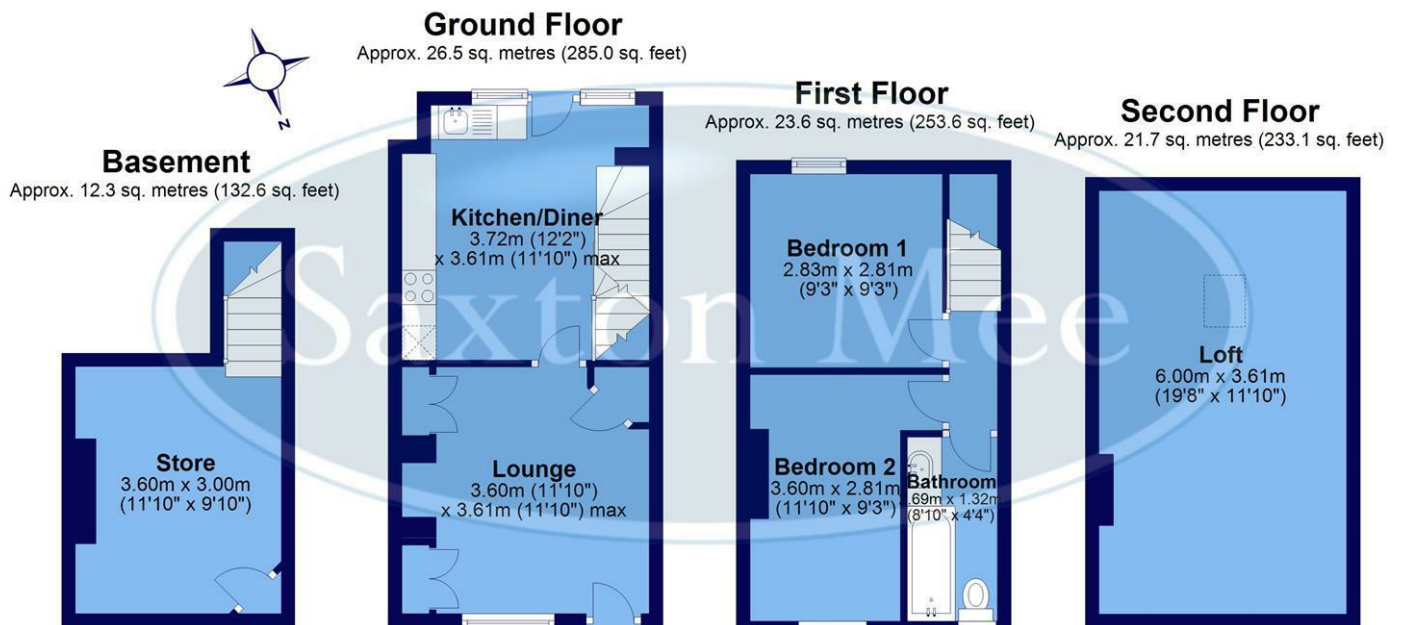 Ground Floor
Approx. 26.5 sq. metres (285.0 sq. feet)
First Floor
Approx. 23.6 sq. metres (253.6 sq. feet)
Second Floor
Approx. 21.7 sq. metres (233.1 sq. feet)
Basement
Approx. 12.3 sq. metres (132.6 sq. feet)
N
Kitchen/Diner
3.72m (12'2")
x 3.61m (11'10") max
Bedroom 1
2.83m x 2.81m
(9'3" x 9'3")
Loft
6.00m x 3.61m
(19'8" x 11'10")
Saxton Mee
Store
3.60m x 3.00m
(11'10" x 9'10")
Lounge
3.60m (11'10")
x 3.61m (11'10") max
Bedroom 2
3.60m x 2.81m
(11'10" x 9'3")
Bathroom
.69m x 1.32m
(8'10" x 4'4")